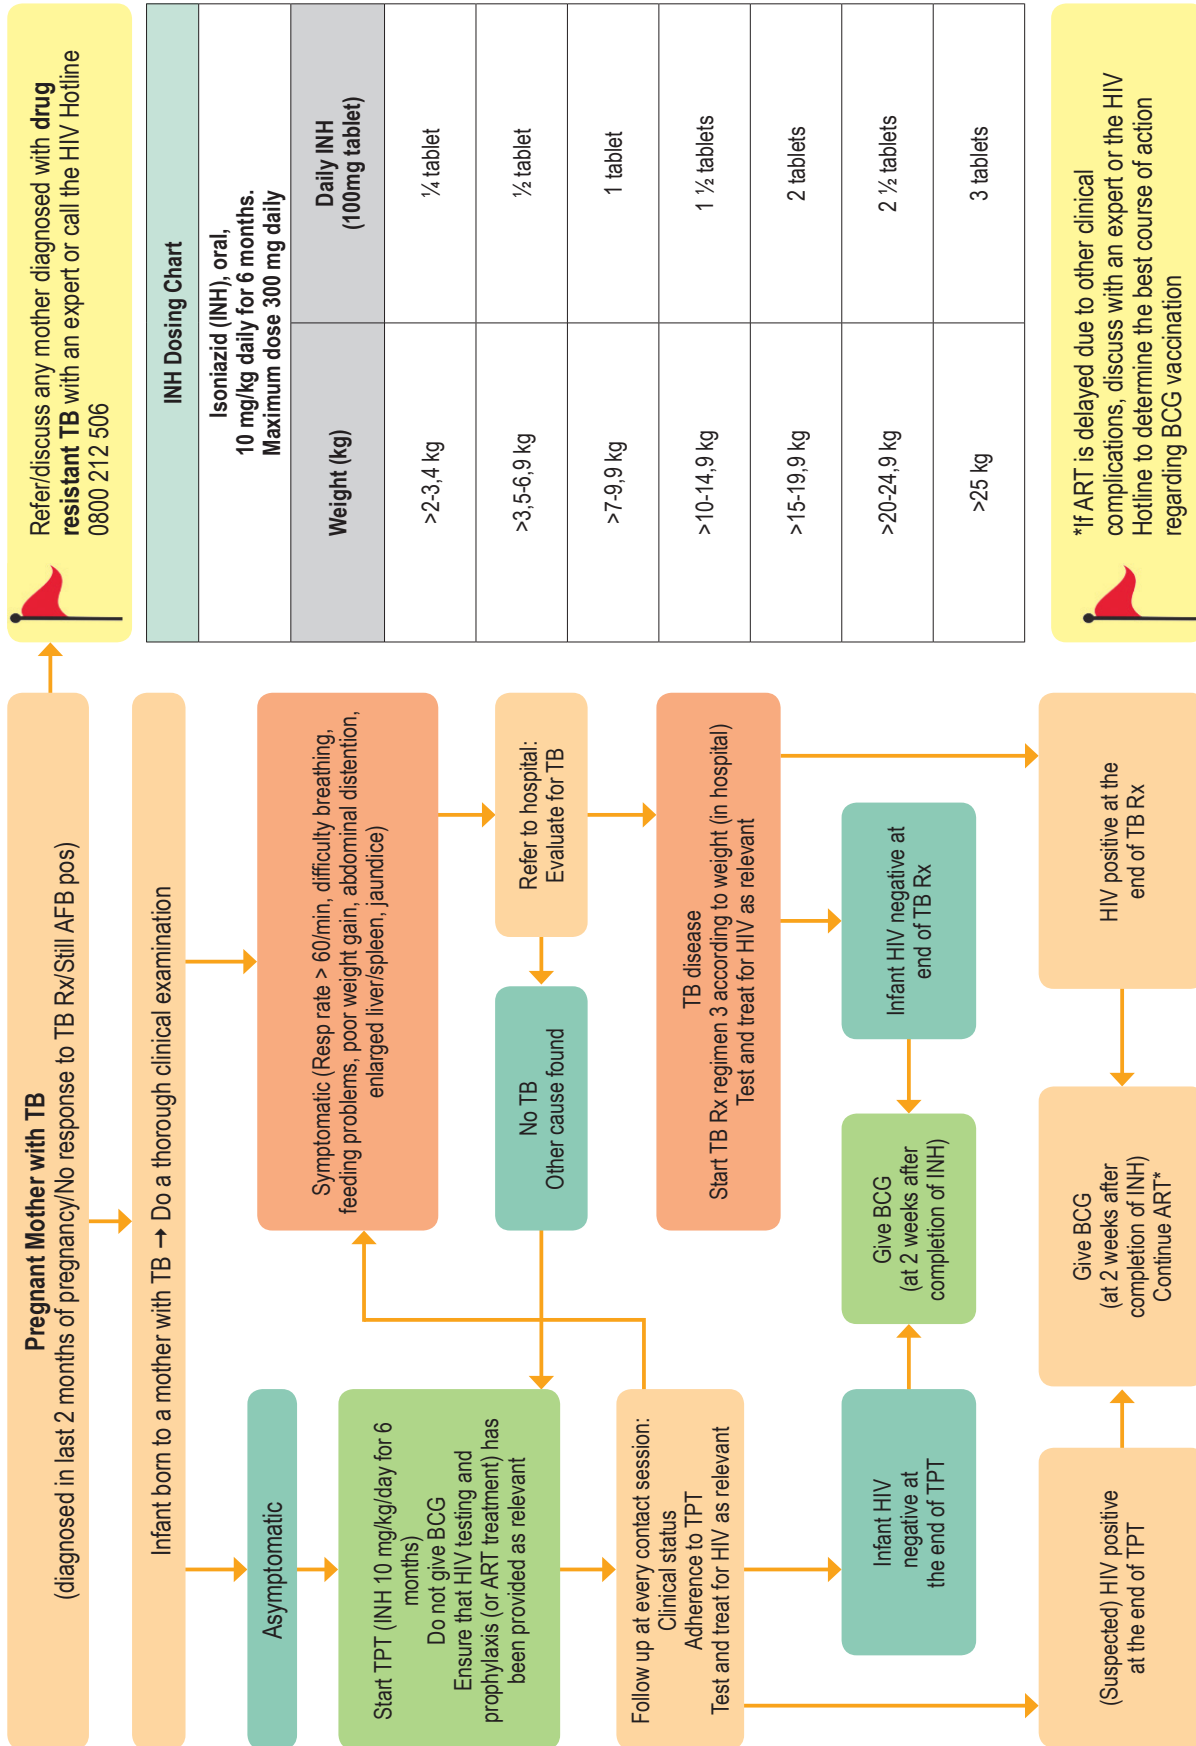 Pregnant Mother with TB
(diagnosed in last 2 months of pregnancy/No response to TB Rx/Still AFB pos)
Refer/discuss any mother diagnosed with drug
resistant TB with an expert or call the HIV Hotline
0800 212 506
Infant born to a mother with TB → Do a thorough clinical examination
Asymptomatic
Symptomatic (Resp rate > 60/min, difficulty breathing,
feeding problems, poor weight gain, abdominal distention,
enlarged liver/spleen, jaundice)
Start TPT (INH 10 mg/kg/day for 6
months)
Do not give BCG
Ensure that HIV testing and
prophylaxis (or ART treatment) has
been provided as relevant
No TB
Other cause found
Refer to hospital:
Evaluate for TB
Follow up at every contact session:
Clinical status
Adherence to TPT
Test and treat for HIV as relevant
TB disease
Start TB Rx regimen 3 according to weight (in hospital)
Test and treat for HIV as relevant
Infant HIV
negative at
the end of TPT
Give BCG
(at 2 weeks after
completion of INH)
Infant HIV negative at
end of TB Rx
(Suspected) HIV positive
at the end of TPT
Give BCG
(at 2 weeks after
completion of INH)
Continue ART*
HIV positive at the
end of TB Rx
INH Dosing Chart
Isoniazid (INH), oral,
10 mg/kg daily for 6 months.
Maximum dose 300 mg daily
Weight (kg)
Daily INH
(100mg tablet)
>2-3,4 kg
¼ tablet
>3,5-6,9 kg
½ tablet
>7-9,9 kg
1 tablet
>10-14,9 kg
1 ½ tablets
>15-19,9 kg
2 tablets
>20-24,9 kg
2 ½ tablets
>25 kg
3 tablets
*If ART is delayed due to other clinical
complications, discuss with an expert or the HIV
Hotline to determine the best course of action
regarding BCG vaccination